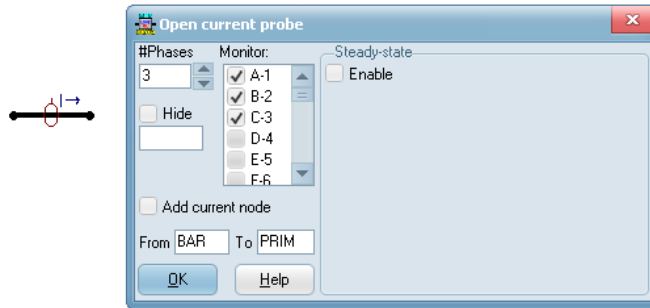 Open current probe
#Phases
Monitor:
Steady-state
3
A-1
Enable
B-2
Hide
C-3
D-4
E-5
F-6
Add current node
From BAR To PRIM
OK
Help
I→